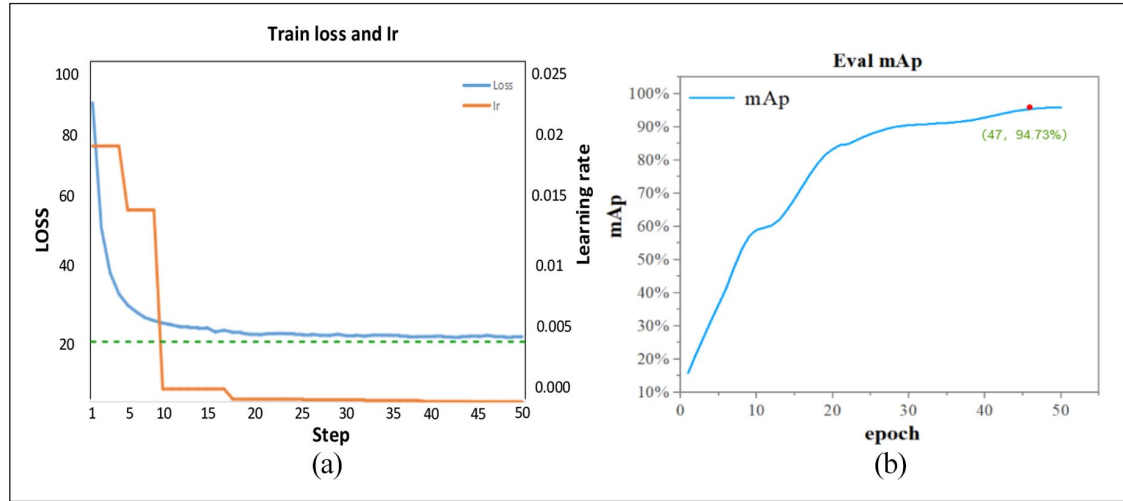 Train loss and lr
100
80
60
40
20
LOSS
Loss
lr
0.025
0.02
0.015
0.01
0.005
0.000
Learning rate
1 5 10 15 20 25 30 35 40 45 50
Step
(a)
Eval mAp
mAp
100%
90%
80%
70%
60%
50%
40%
30%
20%
10%
mAp
(47, 94.73%)
0 10 20 30 40 50
epoch
(b)